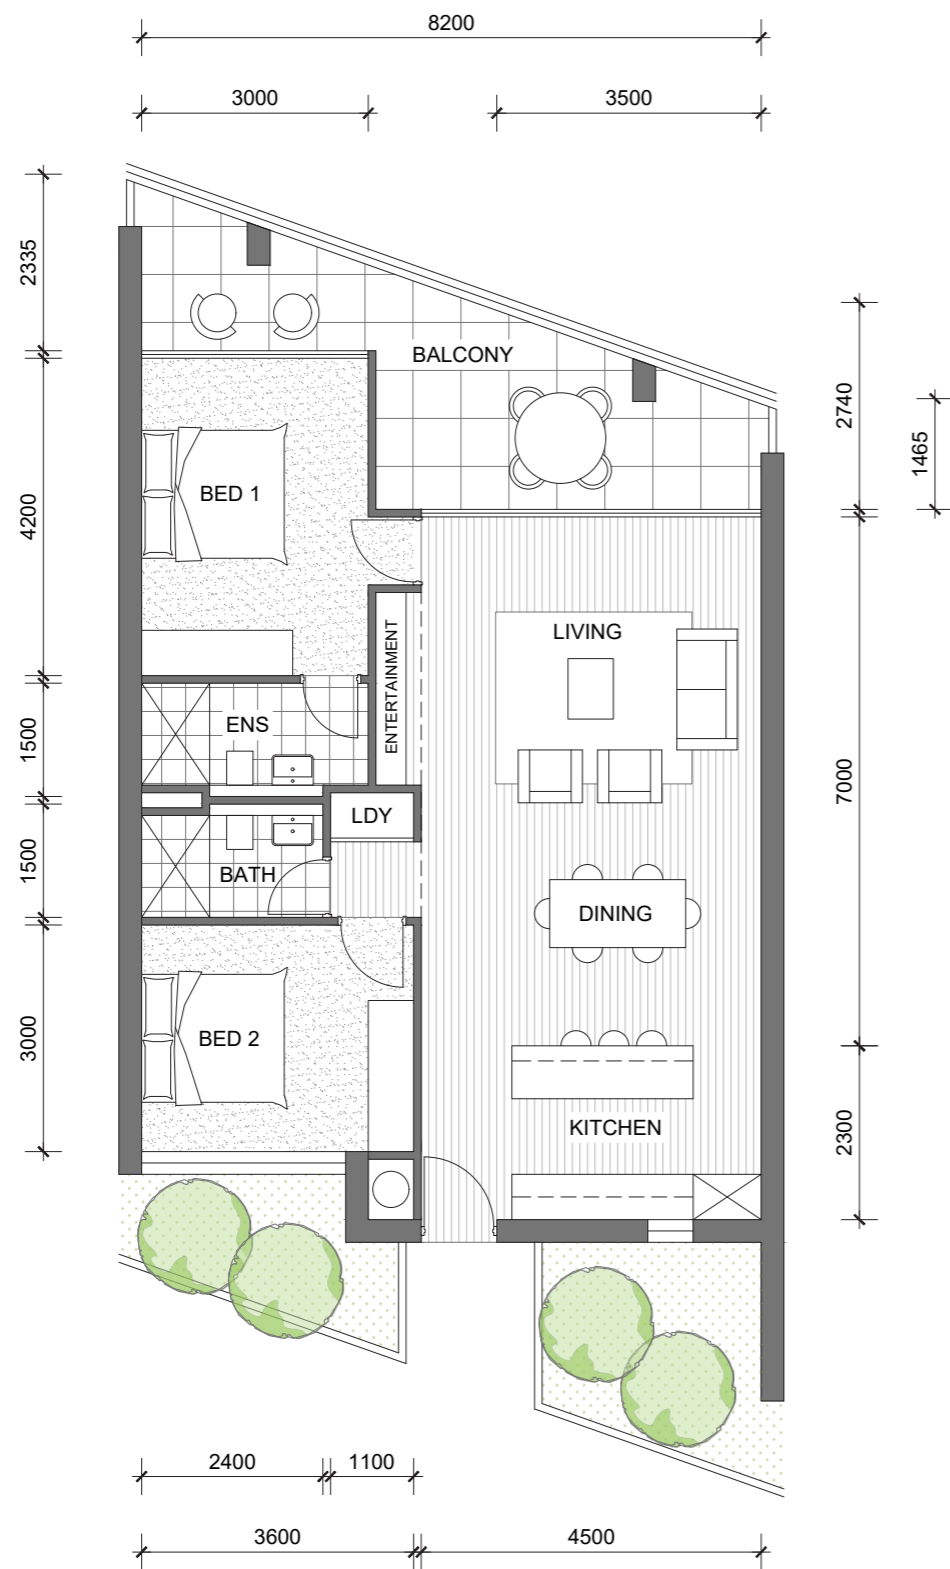 8200
3000
3500
2335
BALCONY
2740
1465
BED 1
4200
LIVING
ENTERTAINMENT
ENS
1500
7000
LDY
1500
BATH
DINING
BED 2
3000
KITCHEN
2300
2400
1100
3600
4500